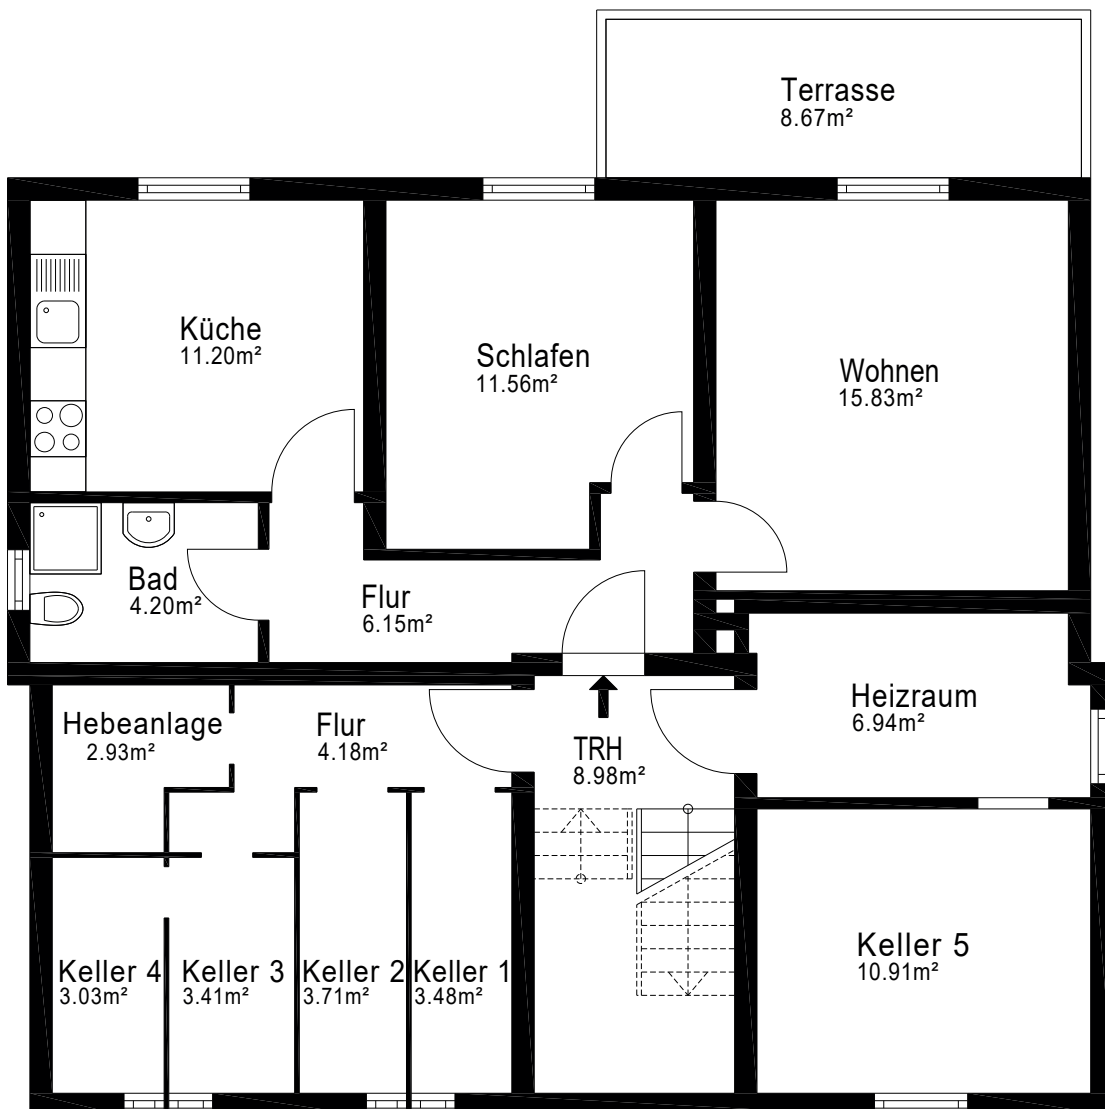 Terrasse
8.67m²
Küche
11.20m²
Schlafen
11.56m²
Wohnen
15.83m²
Bad
4.20m²
Flur
6.15m²
Hebeanlage
2.93m²
Flur
4.18m²
TRH
8.98m²
Heizraum
6.94m²
Keller 4
3.03m²
Keller 3
3.41m²
Keller 2
3.71m²
Keller 1
3.48m²
Keller 5
10.91m²